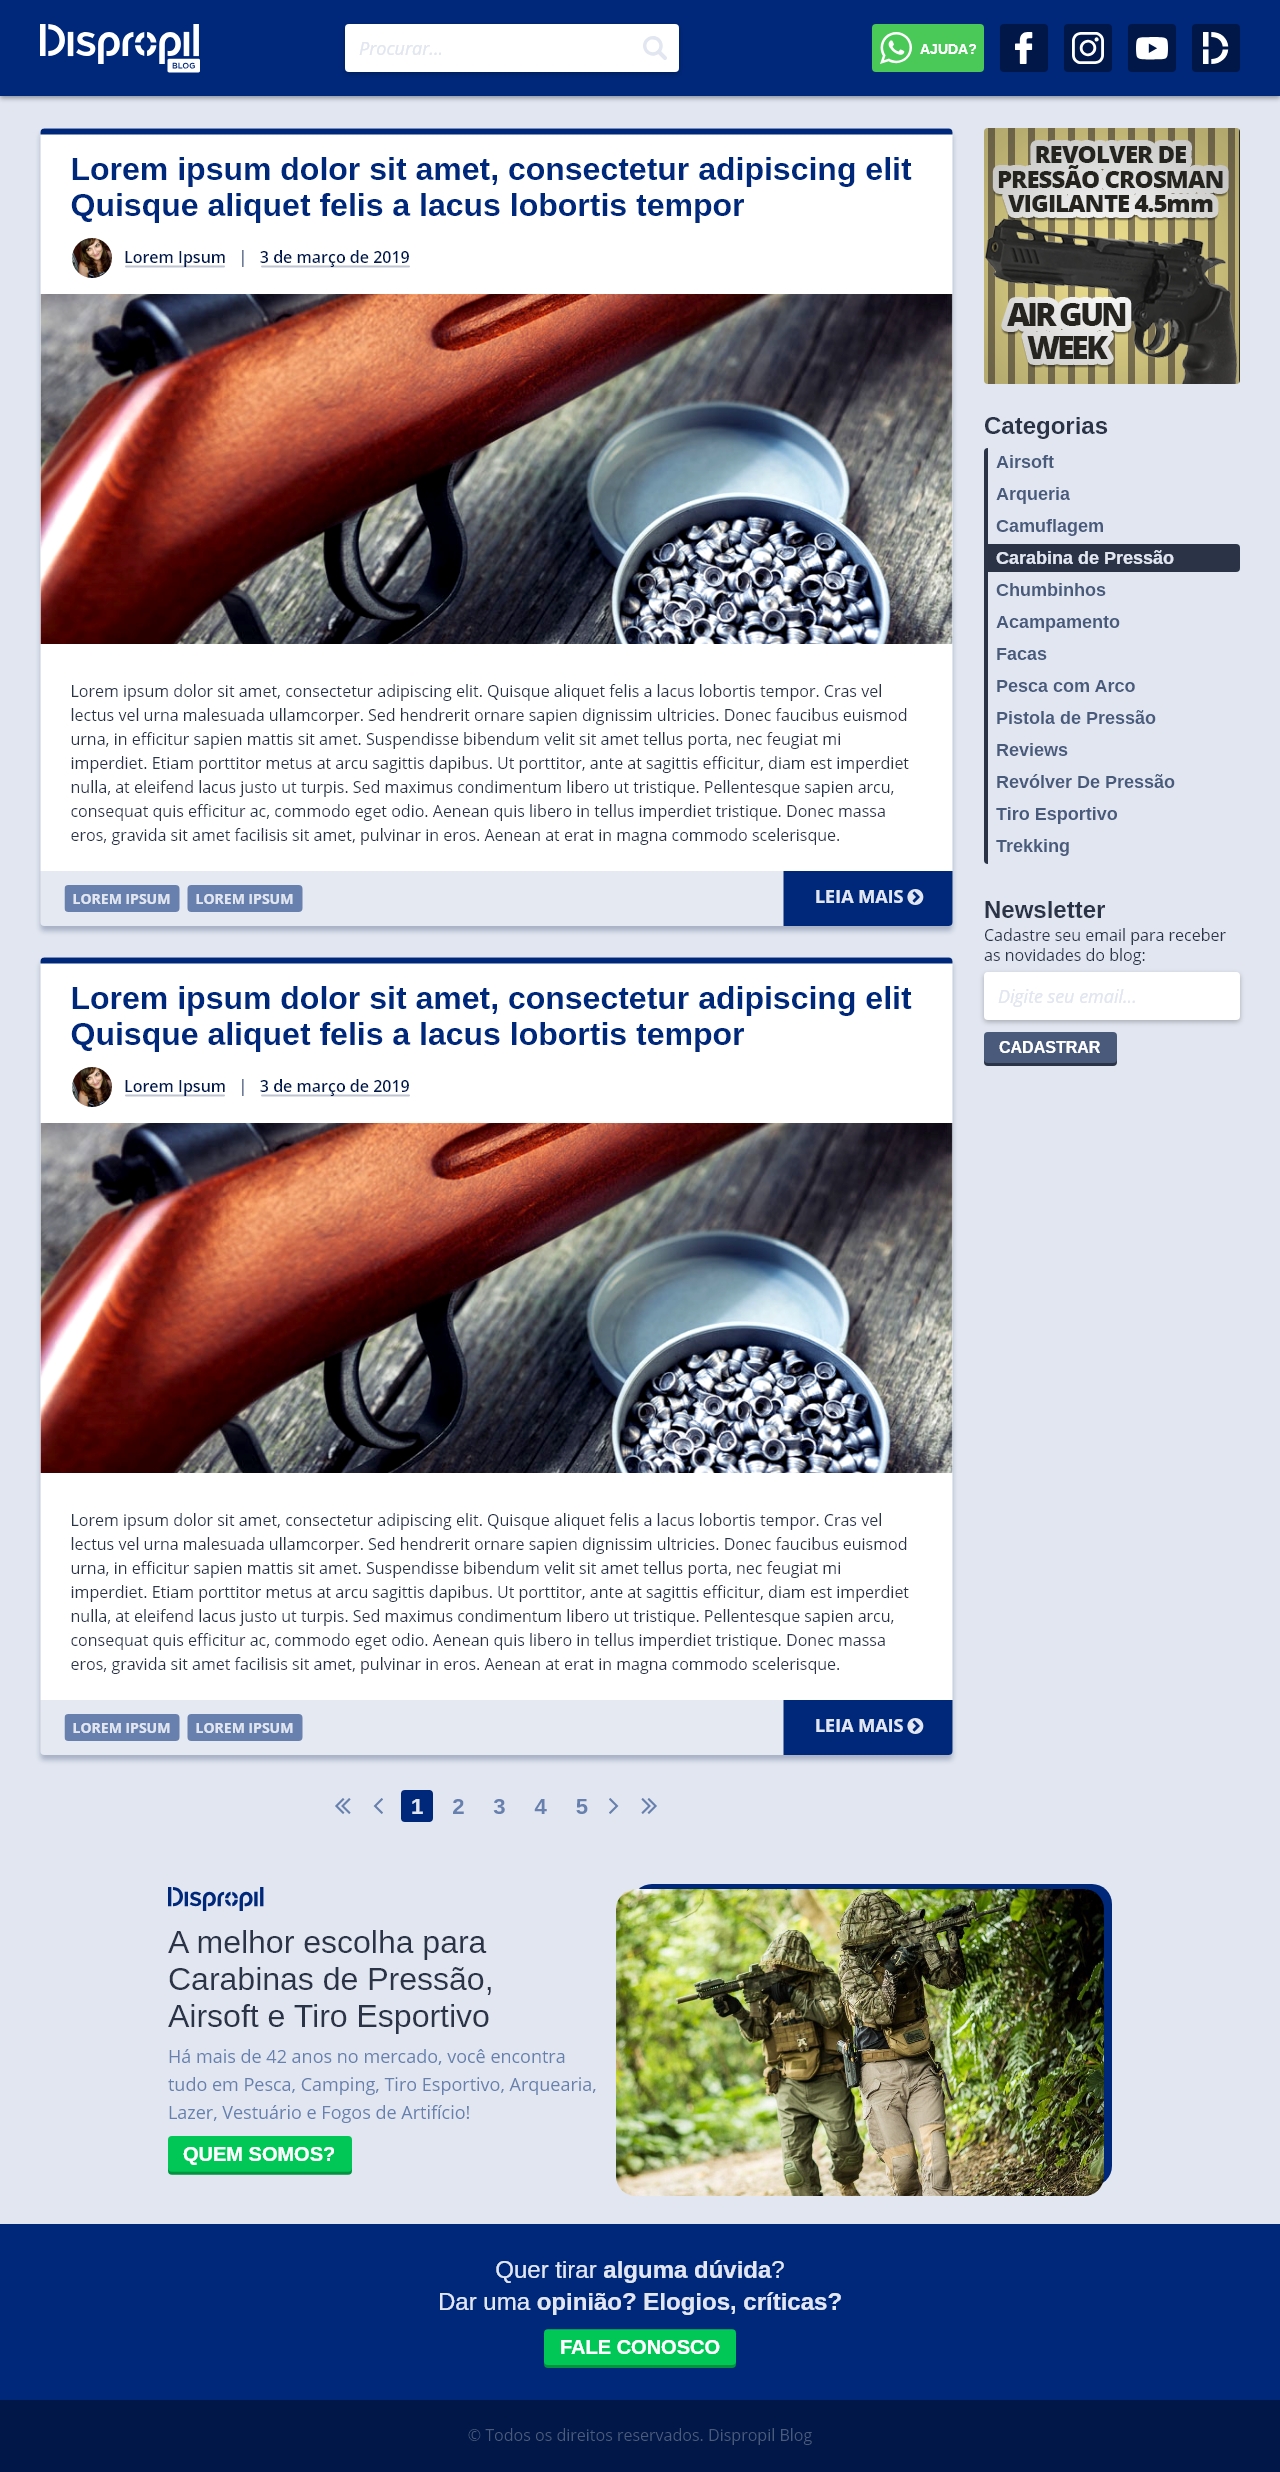 Dispropil
BLOG
Procurar...
AJUDA?
Lorem ipsum dolor sit amet, consectetur adipiscing elit
Quisque aliquet felis a lacus lobortis tempor
Lorem Ipsum | 3 de março de 2019
Lorem ipsum dolor sit amet, consectetur adipiscing elit. Quisque aliquet felis a lacus lobortis tempor. Cras vel
lectus vel urna malesuada ullamcorper. Sed hendrerit ornare sapien dignissim ultricies. Donec faucibus euismod
urna, in efficitur sapien mattis sit amet. Suspendisse bibendum velit sit amet tellus porta, nec feugiat mi
imperdiet. Etiam porttitor metus at arcu sagittis dapibus. Ut porttitor, ante at sagittis efficitur, diam est imperdiet
nulla, at eleifend lacus justo ut turpis. Sed maximus condimentum libero ut tristique. Pellentesque sapien arcu,
consequat quis efficitur ac, commodo eget odio. Aenean quis libero in tellus imperdiet tristique. Donec massa
eros, gravida sit amet facilisis sit amet, pulvinar in eros. Aenean at erat in magna commodo scelerisque.
LOREM IPSUM LOREM IPSUM LEIA MAIS
Lorem ipsum dolor sit amet, consectetur adipiscing elit
Quisque aliquet felis a lacus lobortis tempor
Lorem Ipsum | 3 de março de 2019
Lorem ipsum dolor sit amet, consectetur adipiscing elit. Quisque aliquet felis a lacus lobortis tempor. Cras vel
lectus vel urna malesuada ullamcorper. Sed hendrerit ornare sapien dignissim ultricies. Donec faucibus euismod
urna, in efficitur sapien mattis sit amet. Suspendisse bibendum velit sit amet tellus porta, nec feugiat mi
imperdiet. Etiam porttitor metus at arcu sagittis dapibus. Ut porttitor, ante at sagittis efficitur, diam est imperdiet
nulla, at eleifend lacus justo ut turpis. Sed maximus condimentum libero ut tristique. Pellentesque sapien arcu,
consequat quis efficitur ac, commodo eget odio. Aenean quis libero in tellus imperdiet tristique. Donec massa
eros, gravida sit amet facilisis sit amet, pulvinar in eros. Aenean at erat in magna commodo scelerisque.
LOREM IPSUM LOREM IPSUM LEIA MAIS
1 2 3 4 5
REVOLVER DE
PRESSÃO CROSMAN
VIGILANTE 4.5mm
AIR GUN
WEEK
Categorias
Airsoft
Arqueria
Camuflagem
Carabina de Pressão
Chumbinhos
Acampamento
Facas
Pesca com Arco
Pistola de Pressão
Reviews
Revólver De Pressão
Tiro Esportivo
Trekking
Newsletter
Cadastre seu email para receber
as novidades do blog:
Digite seu email...
CADASTRAR
Dispropil
A melhor escolha para
Carabinas de Pressão,
Airsoft e Tiro Esportivo
Há mais de 42 anos no mercado, você encontra
tudo em Pesca, Camping, Tiro Esportivo, Arquearia,
Lazer, Vestuário e Fogos de Artifício!
QUEM SOMOS?
Quer tirar alguma dúvida?
Dar uma opinião? Elogios, críticas?
FALE CONOSCO
© Todos os direitos reservados. Dispropil Blog